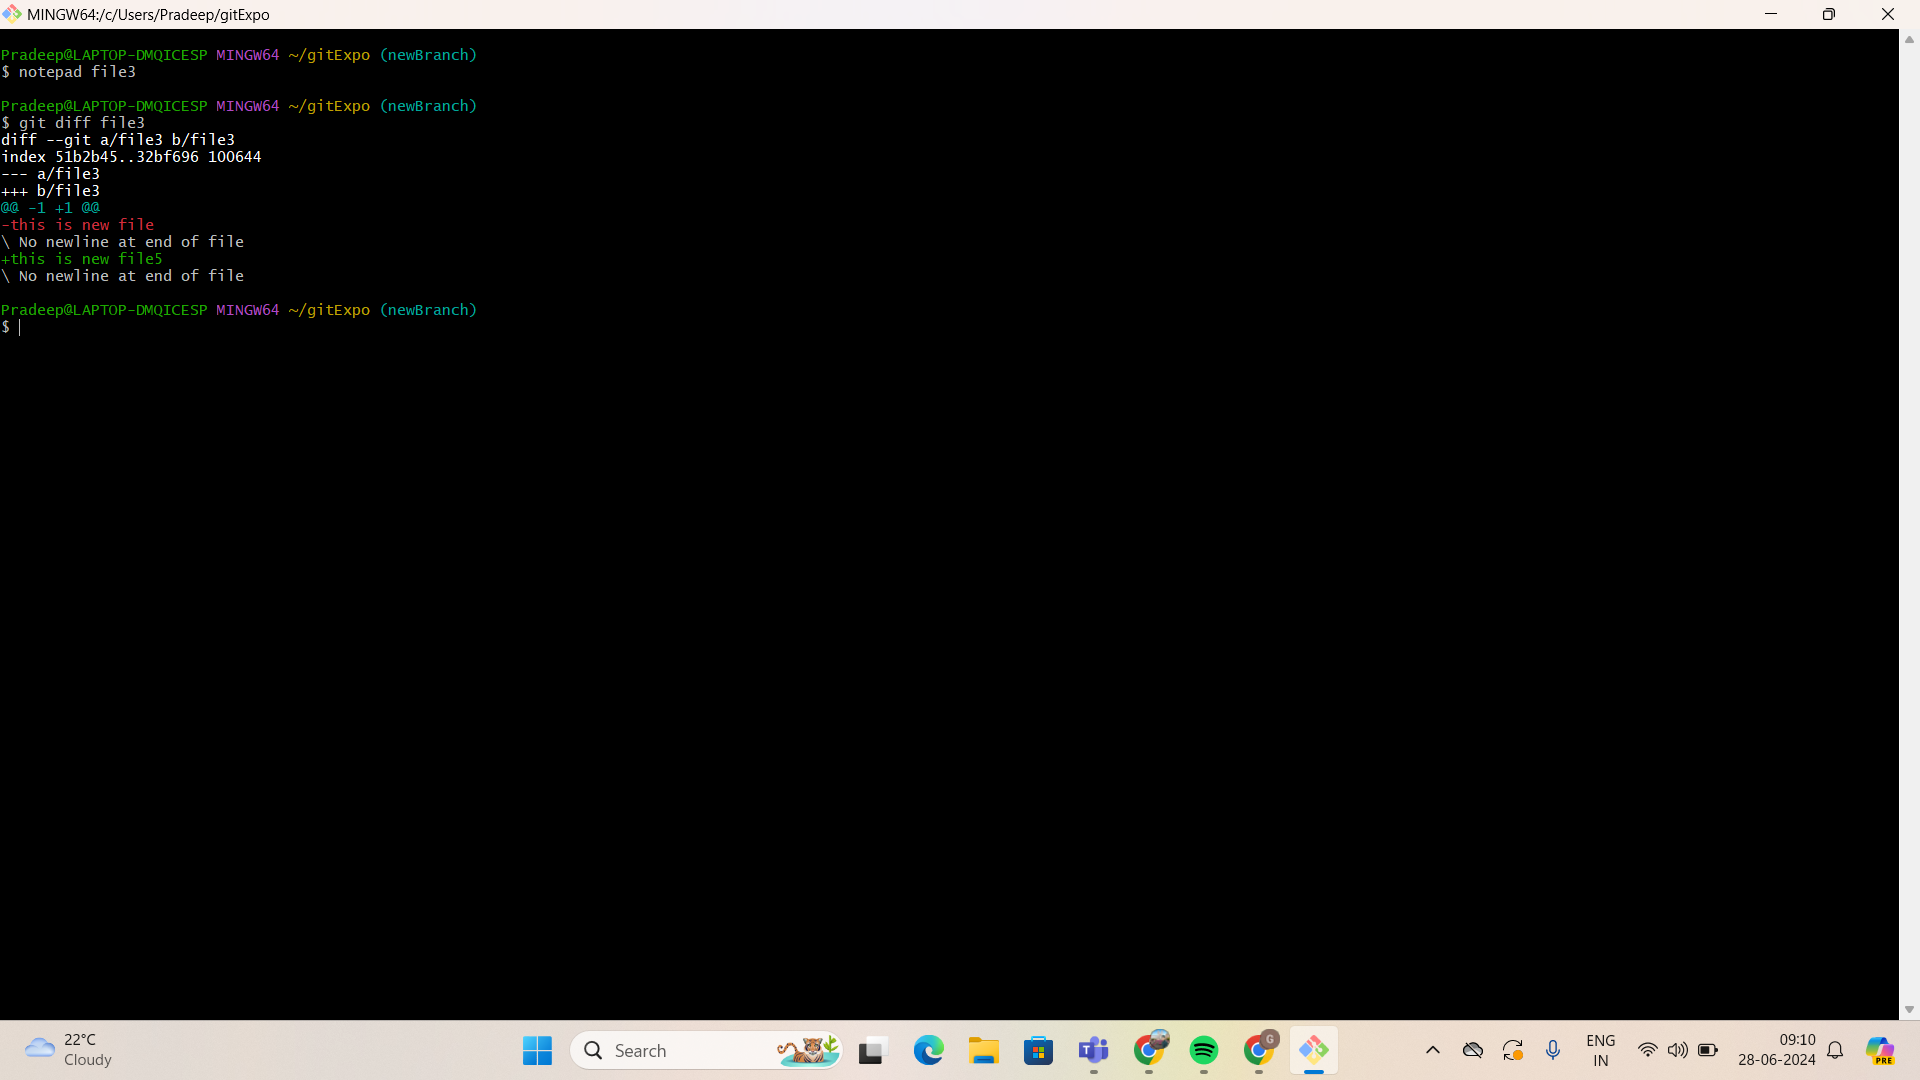 MINGW64:/c/Users/Pradeep/gitExpo
Pradeep@LAPTOP-DMQICESP MINGW64 ~/gitExpo (newBranch)
$ notepad file3
Pradeep@LAPTOP-DMQICESP MINGW64 ~/gitExpo (newBranch)
$ git diff file3
diff --git a/file3 b/file3
index 51b2b45..32bf696 100644
--- a/file3
+++ b/file3
@@ -1 +1 @@
-this is new file
\ No newline at end of file
+this is new file5
\ No newline at end of file
Pradeep@LAPTOP-DMQICESP MINGW64 ~/gitExpo (newBranch)
$
22°C
Cloudy
Search
T
G
ENG
IN
09:10
28-06-2024
PRE